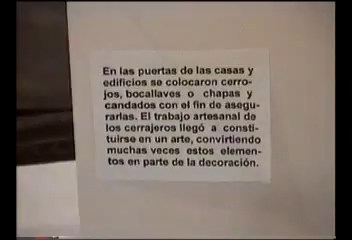 En las puertas de las casas y
edificios se colocaron cerro-
jos, bocallaves o chapas y
candados con el fin de asegu-
rarlas. El trabajo artesanal de
los cerrajeros llegó a consti-
tuirse en un arte, convirtiendo
muchas veces estos elemen-
tos en parte de la decoración.